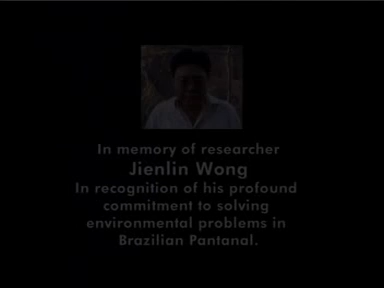 In memory of researcher
Jienlin Wong
In recognition of his profound
commitment to solving
environmental problems in
Brazilian Pantanal.